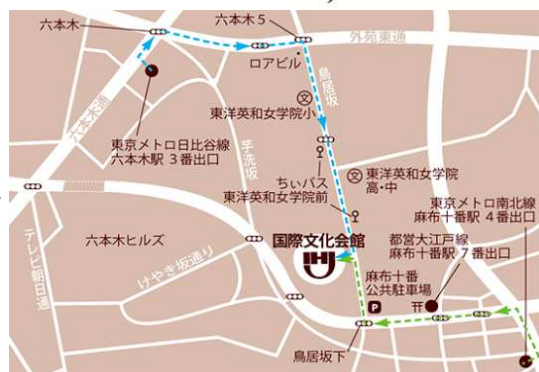 六本木
六本木5
外苑東通
ロアビル
鳥居坂
六本木通
東洋英和女学院小
東京メトロ日比谷線
六本木駅 3番出口
芋洗坂
東洋英和女学院
高・中
ちぃバス
東洋英和女学院前
東京メトロ南北線
麻布十番駅 4番出口
都営大江戸線
麻布十番駅 7番出口
国際文化会館
六本木ヒルズ
テレビ朝日通
けやき坂通り
麻布十番
公共駐車場
P
鳥居坂下